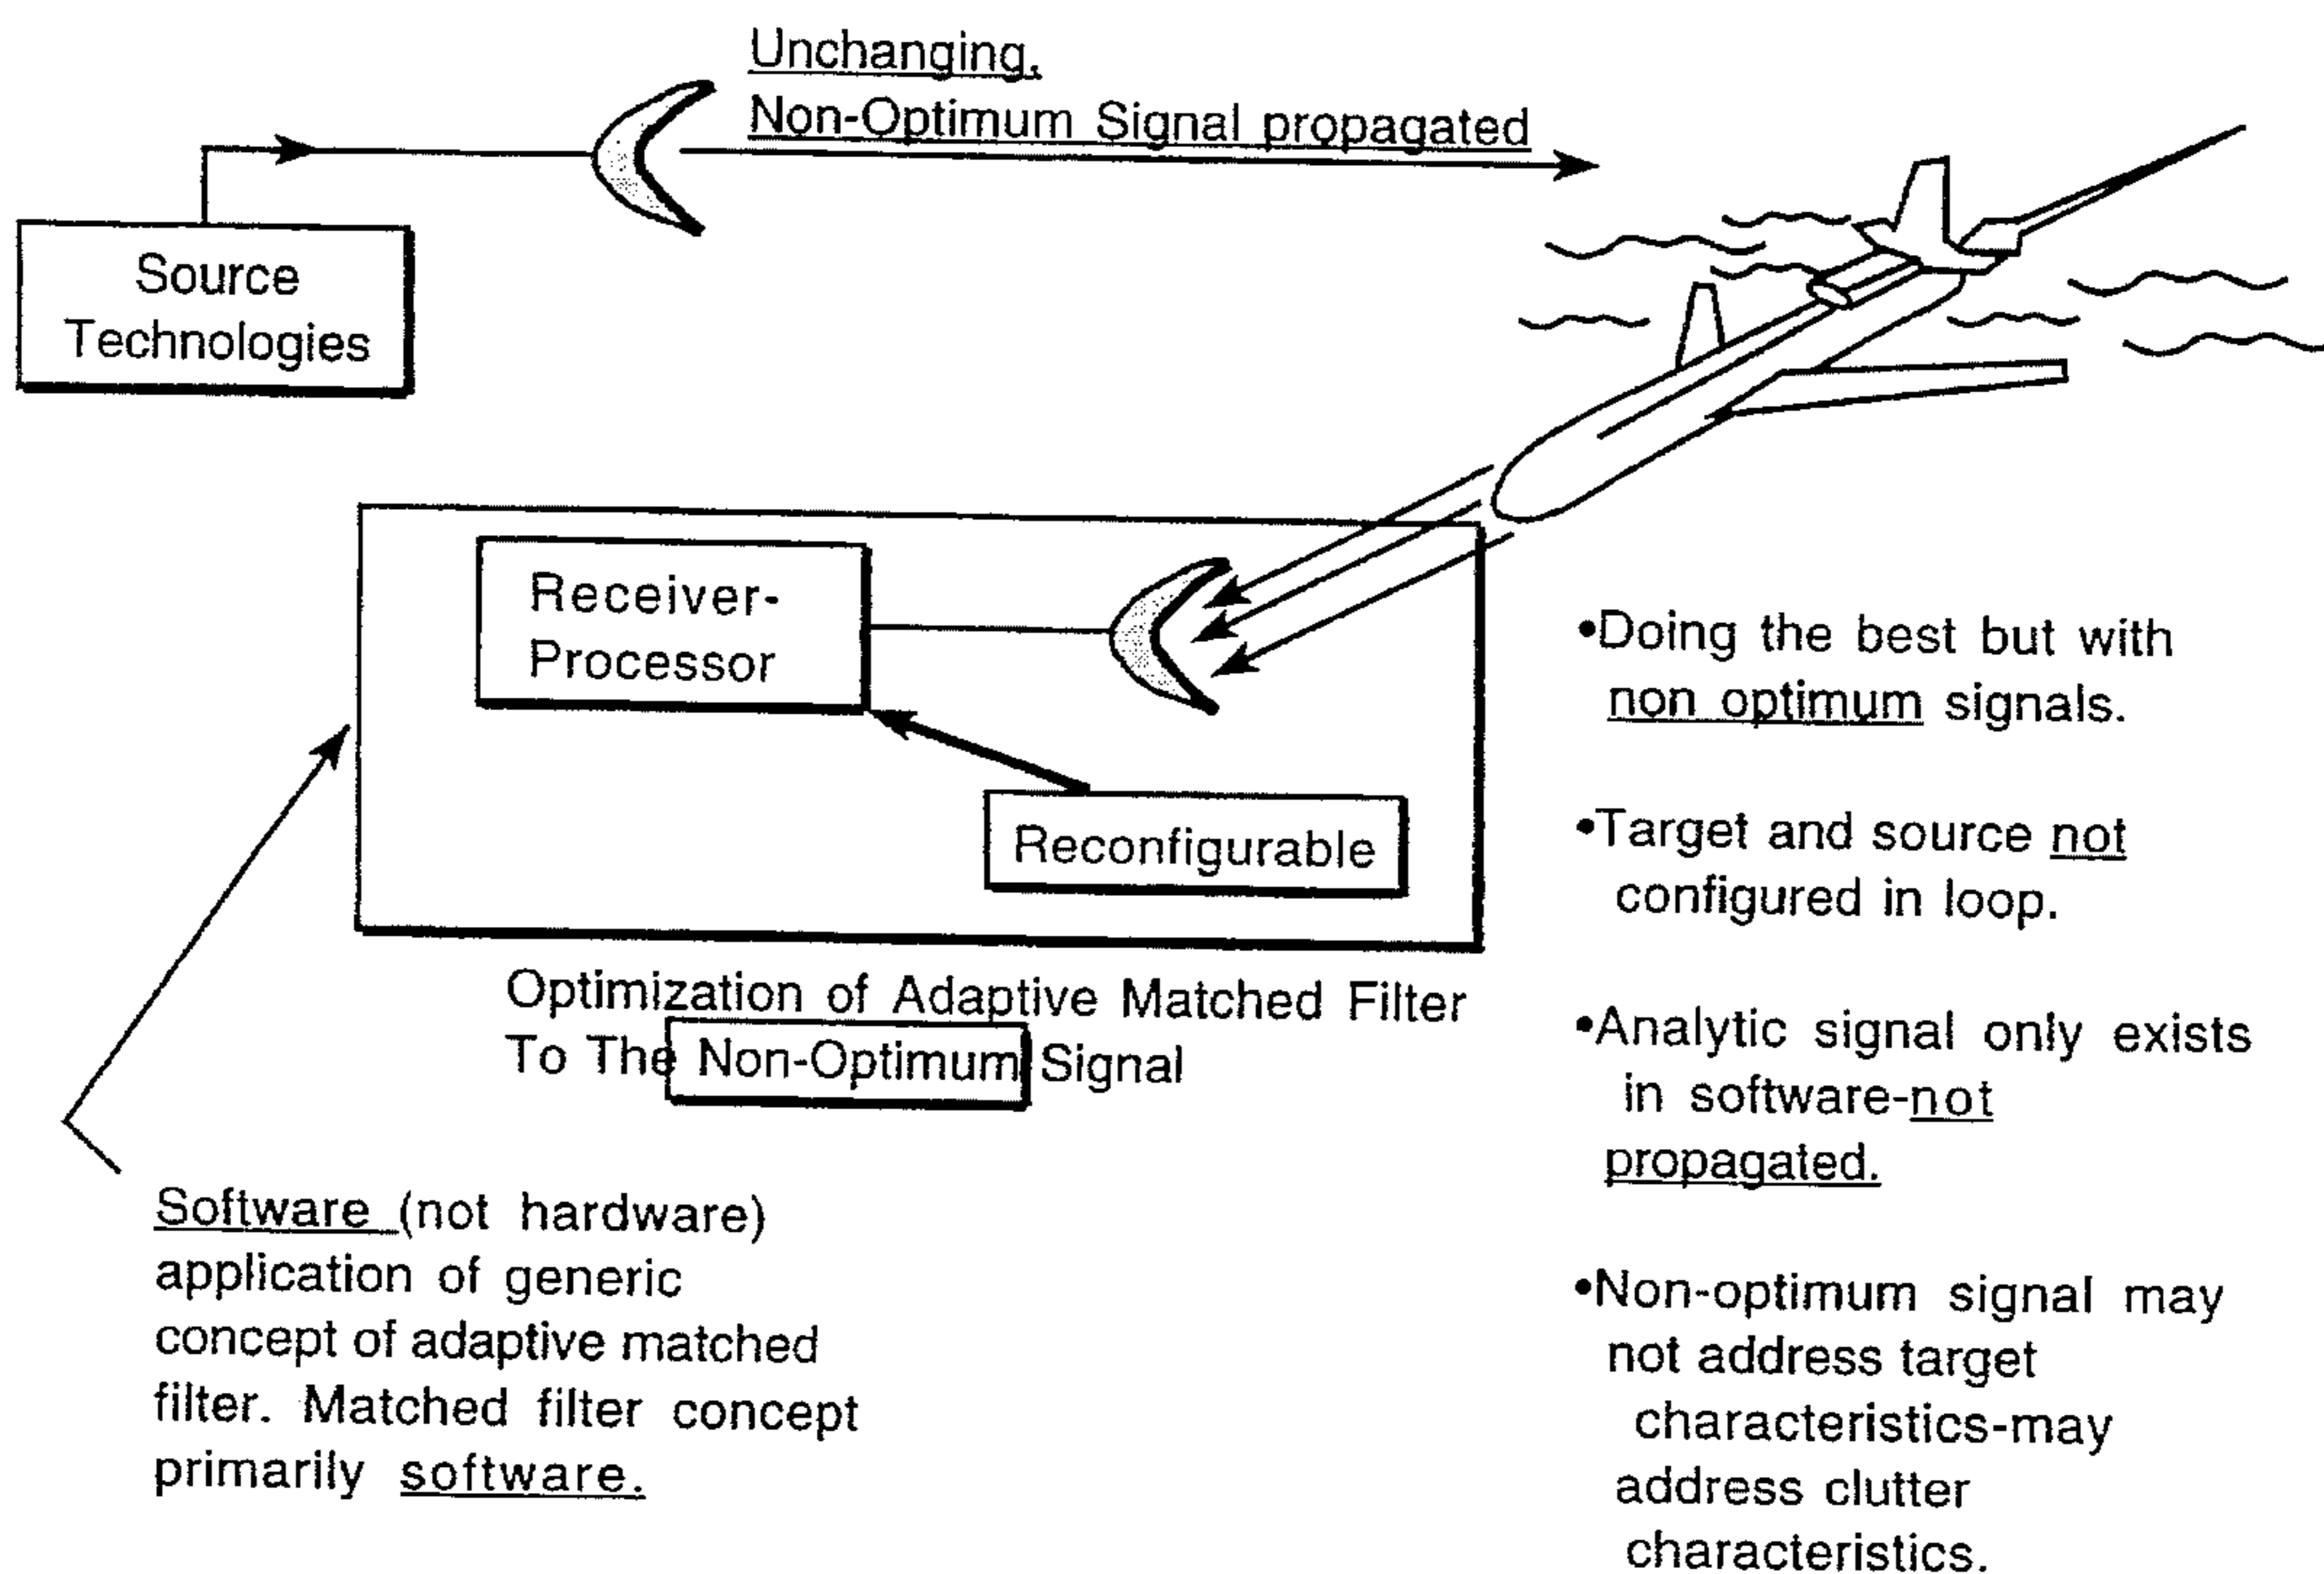 Unchanging,
Non-Optimum Signal propagated
Source
Technologies
Receiver-
Processor
Reconfigurable
Optimization of Adaptive Matched Filter
To The Non-Optimum Signal
Software (not hardware)
application of generic
concept of adaptive matched
filter. Matched filter concept
primarily software.
•Doing the best but with
non optimum signals.
•Target and source not
configured in loop.
•Analytic signal only exists
in software-not
propagated.
•Non-optimum signal may
not address target
characteristics-may
address clutter
characteristics.